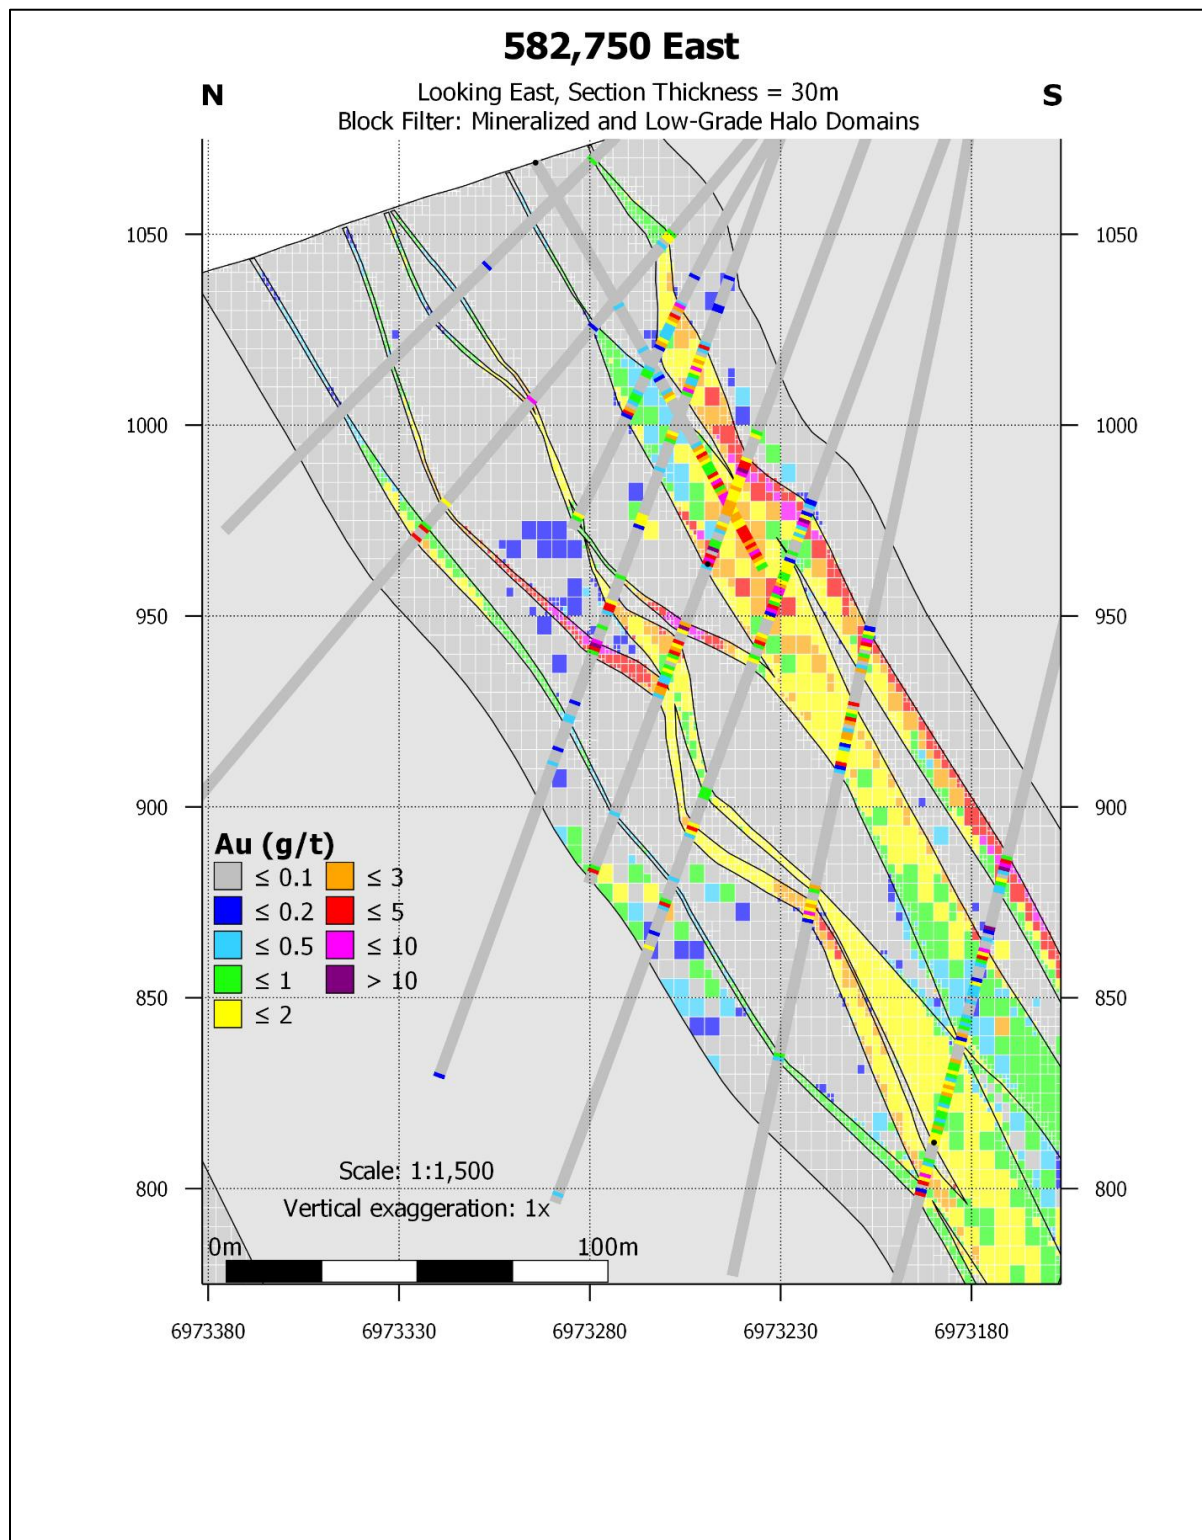 582,750 East
Looking East, Section Thickness = 30m
Block Filter: Mineralized and Low-Grade Halo Domains
N
S
1050
1050
1000
1000
950
950
900
900
850
850
800
800
Au (g/t)
≤ 0.1
≤ 3
≤ 0.2
≤ 5
≤ 0.5
≤ 10
≤ 1
> 10
≤ 2
Scale: 1:1,500
Vertical exaggeration: 1x
0m
100m
6973380
6973330
6973280
6973230
6973180